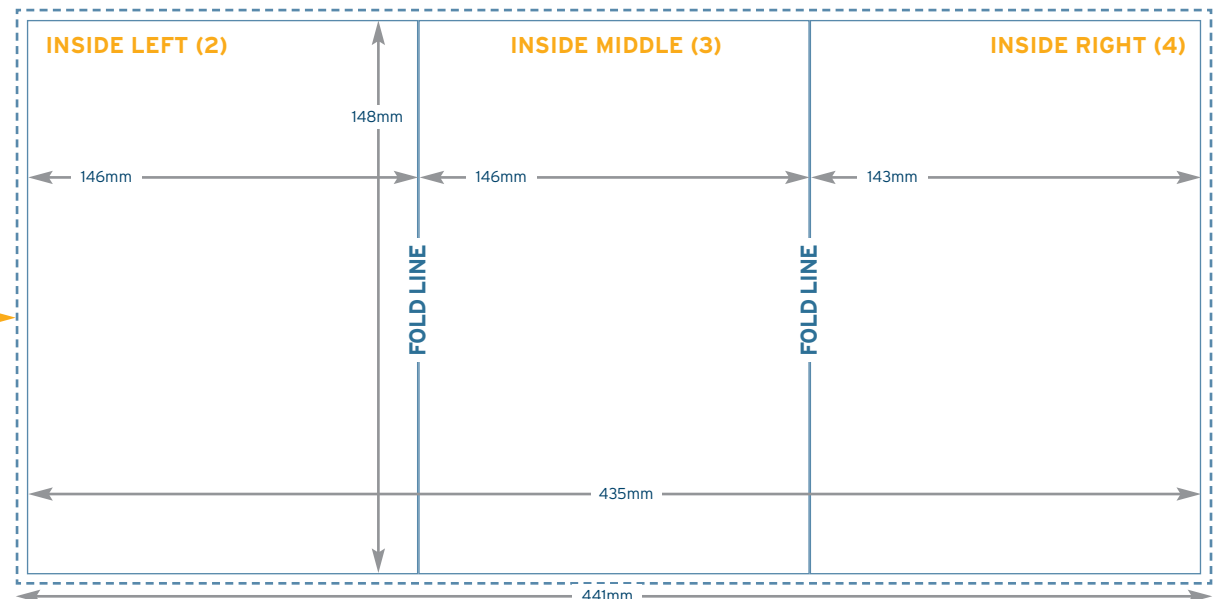 INSIDE LEFT (2)
INSIDE MIDDLE (3)
INSIDE RIGHT (4)
148mm
146mm
146mm
143mm
FOLD LINE
FOLD LINE
435mm
441mm